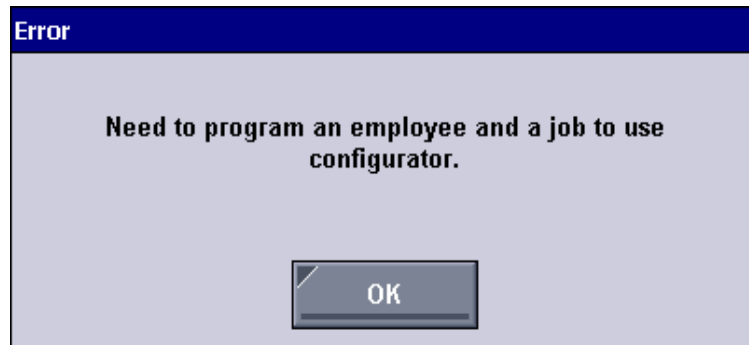 Error
Need to program an employee and a job to use
configurator.
OK